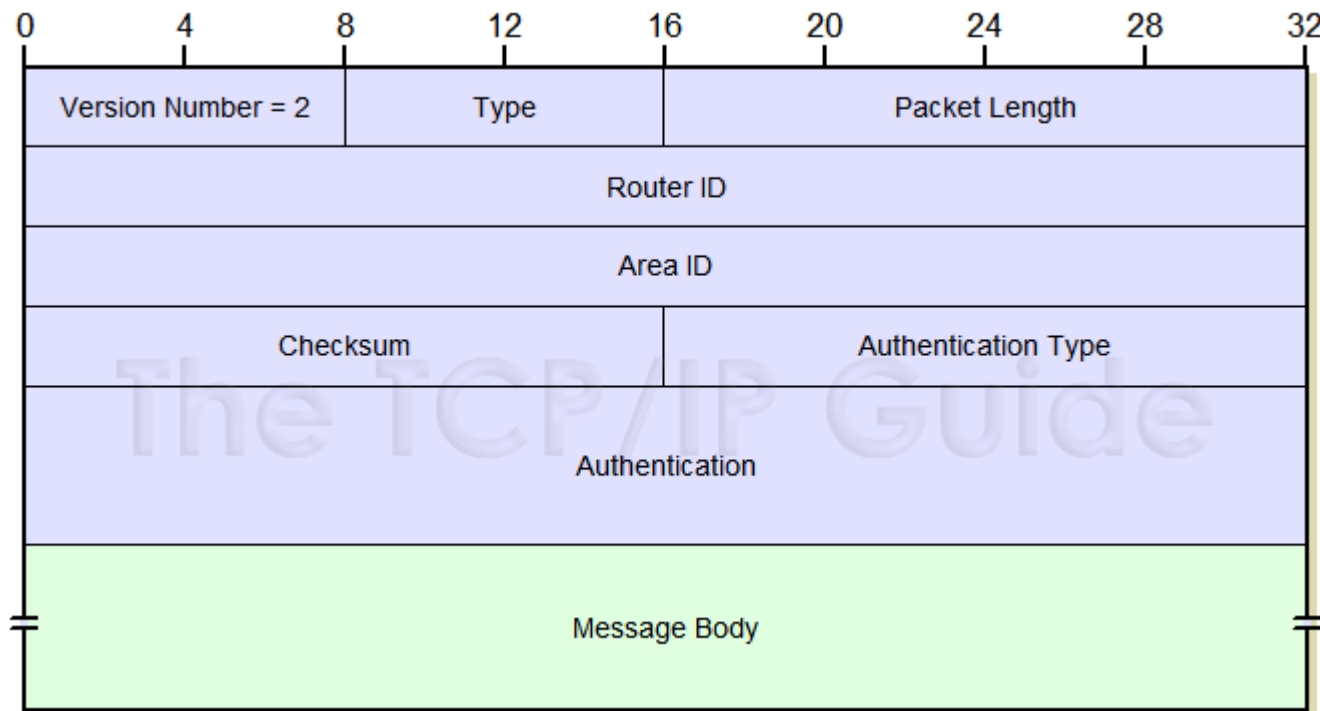 0 4 8 12 16 20 24 28 32
Version Number = 2 Type Packet Length
Router ID
Area ID
Checksum Authentication Type
The TCP/IP Guide
Authentication
Message Body